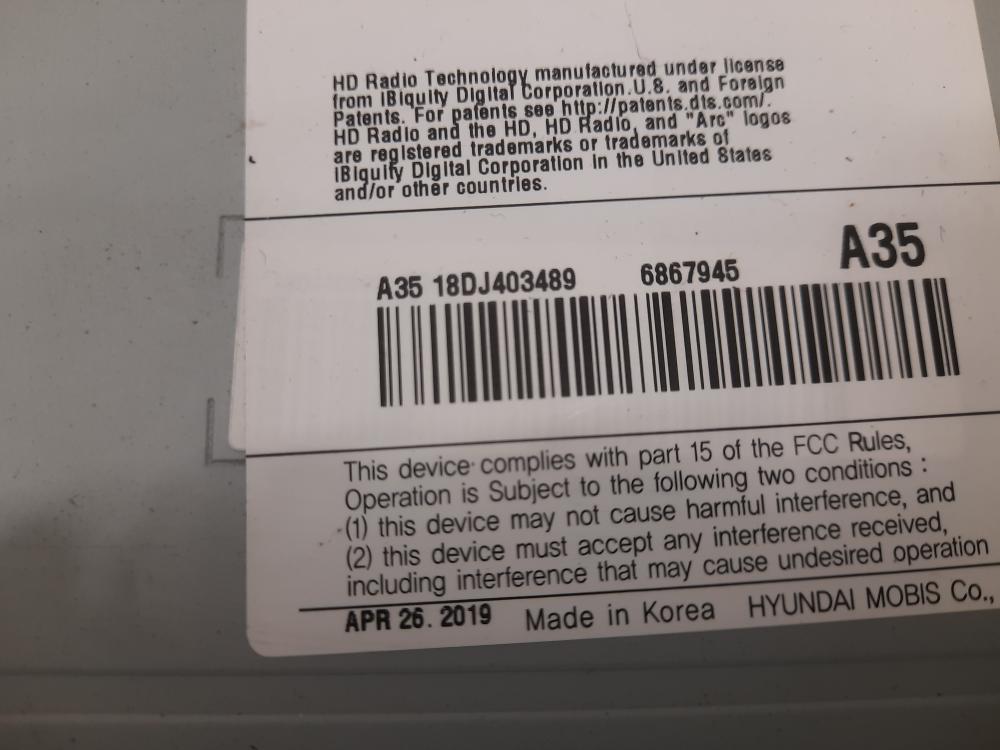 HD Radio Technology manufactured under license
from iBiquity Digital Corporation.U.S. and Foreign
Patents. For patents see http://patents.dts.com/.
HD Radio and the HD, HD Radio, and "Arc" logos
are registered trademarks or trademarks of
iBiquity Digital Corporation in the United States
and/or other countries.
A35 18DJ403489 6867945 A35
This device complies with part 15 of the FCC Rules,
Operation is Subject to the following two conditions :
(1) this device may not cause harmful interference, and
(2) this device must accept any interference received,
including interference that may cause undesired operation
APR 26. 2019 Made in Korea HYUNDAI MOBIS Co.,